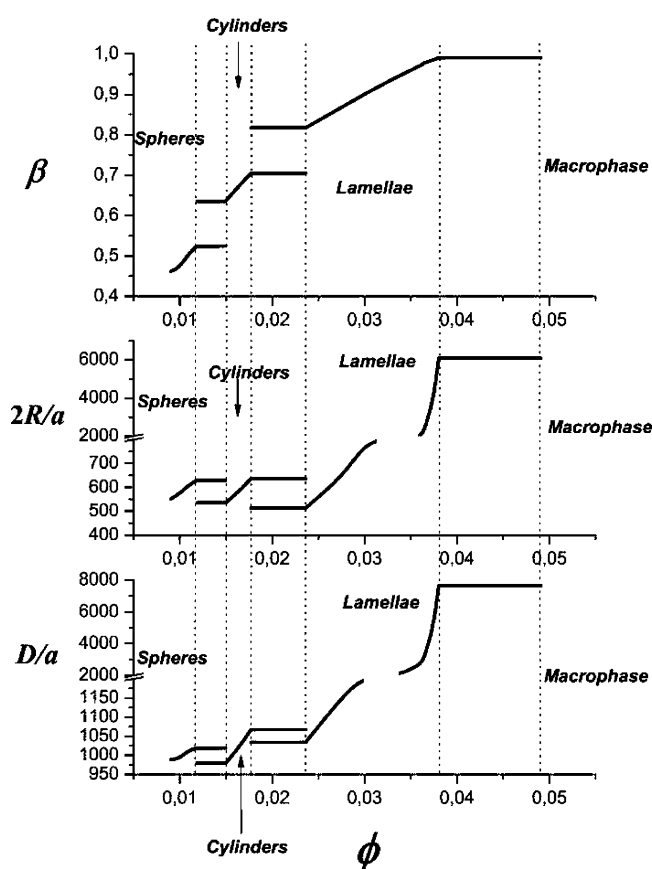 Cylinders
1,0
0,9
Spheres
0,8
β
0,7
Macrophase
Lamellae
0,6
0,5
0,4
0,01 0,02 0,03 0,04 0,05
6000
Lamellae
Cylinders
4000
Spheres
2R/a
2000
Macrophase
700
600
500
400
0,01 0,02 0,03 0,04 0,05
8000
Lamellae
6000
4000
D/a
Spheres
2000
Macrophase
1150
1100
1050
1000
950
0,01 0,02 0,03 0,04 0,05
Cylinders
ϕ